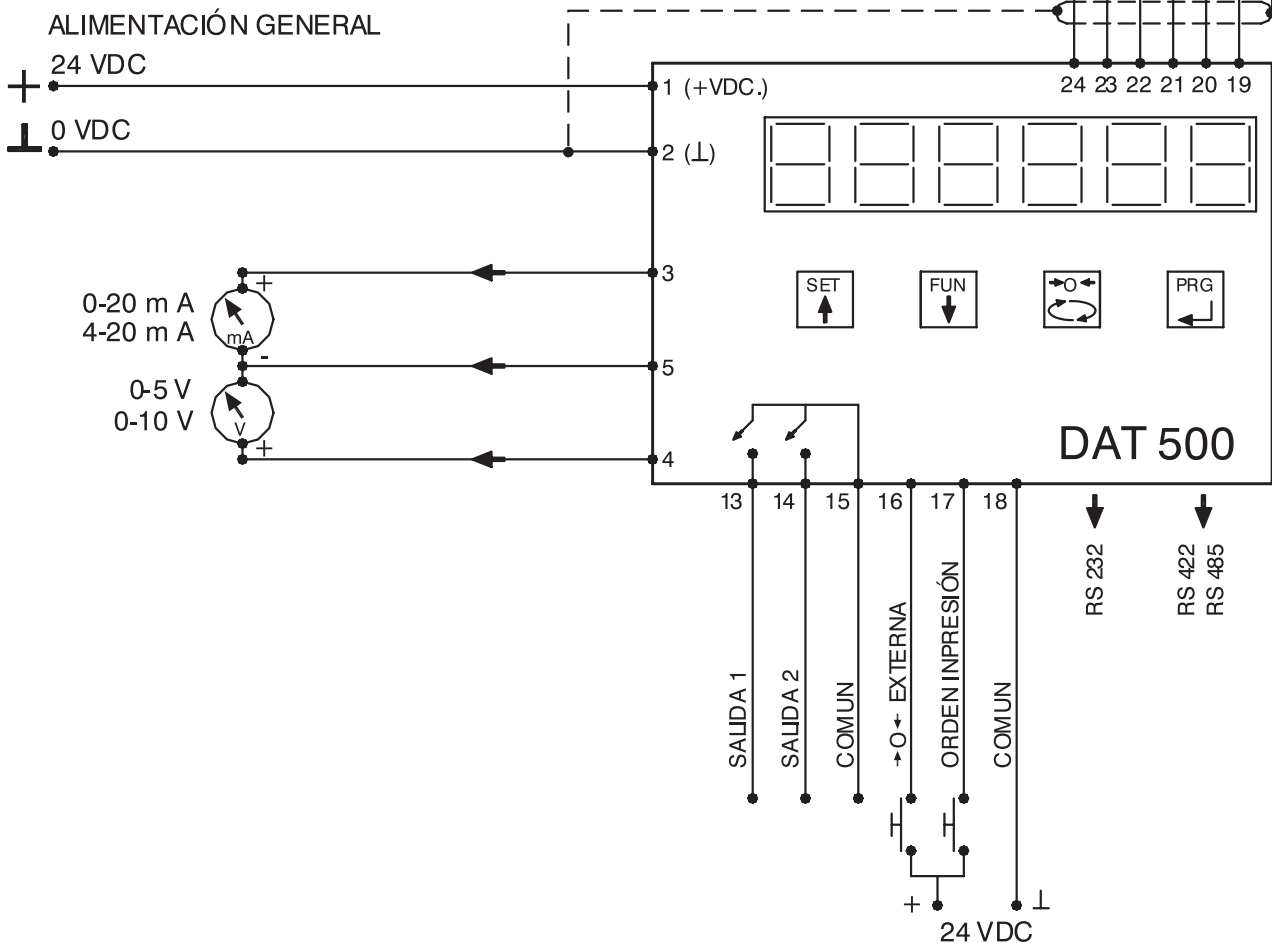 ALIMENTACIÓN GENERAL
+ 24 VDC
⊥ 0 VDC
1 (+VDC.)
2 (⊥)
24 23 22 21 20 19
SET
FUN
→O←
PRG
3
+
0-20 m A
4-20 m A
mA
-
5
0-5 V
0-10 V
V
+
4
DAT 500
13 14 15 16 17 18
RS 232
RS 422
RS 485
SALIDA 1
SALIDA 2
COMUN
→O← EXTERNA
ORDEN INPRESIÓN
COMUN
+ ⊥
24 VDC